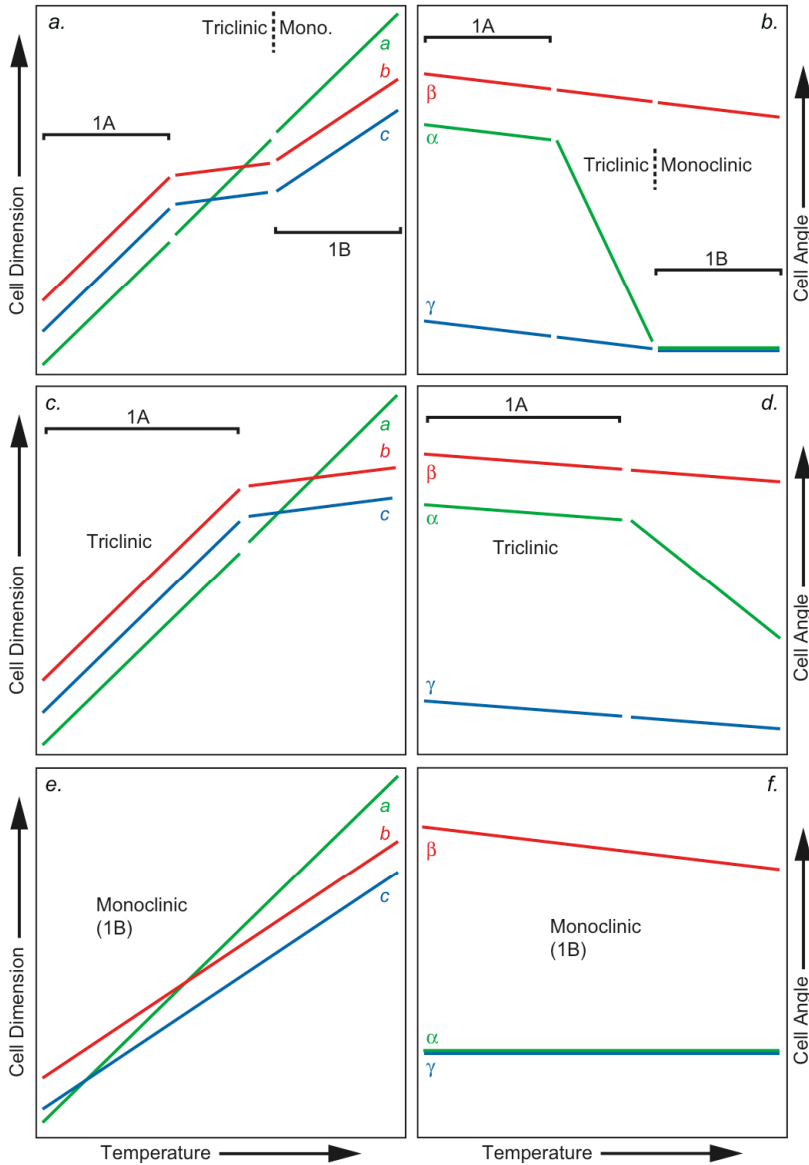 a.
Triclinic
Mono.
a
b
c
1A
1B
Cell Dimension
b.
1A
β
α
Triclinic
Monoclinic
1B
γ
Cell Angle
c.
1A
a
b
c
Triclinic
Cell Dimension
d.
1A
β
α
Triclinic
γ
Cell Angle
e.
a
b
c
Monoclinic
(1B)
Cell Dimension
Temperature
f.
β
Monoclinic
(1B)
α
γ
Cell Angle
Temperature